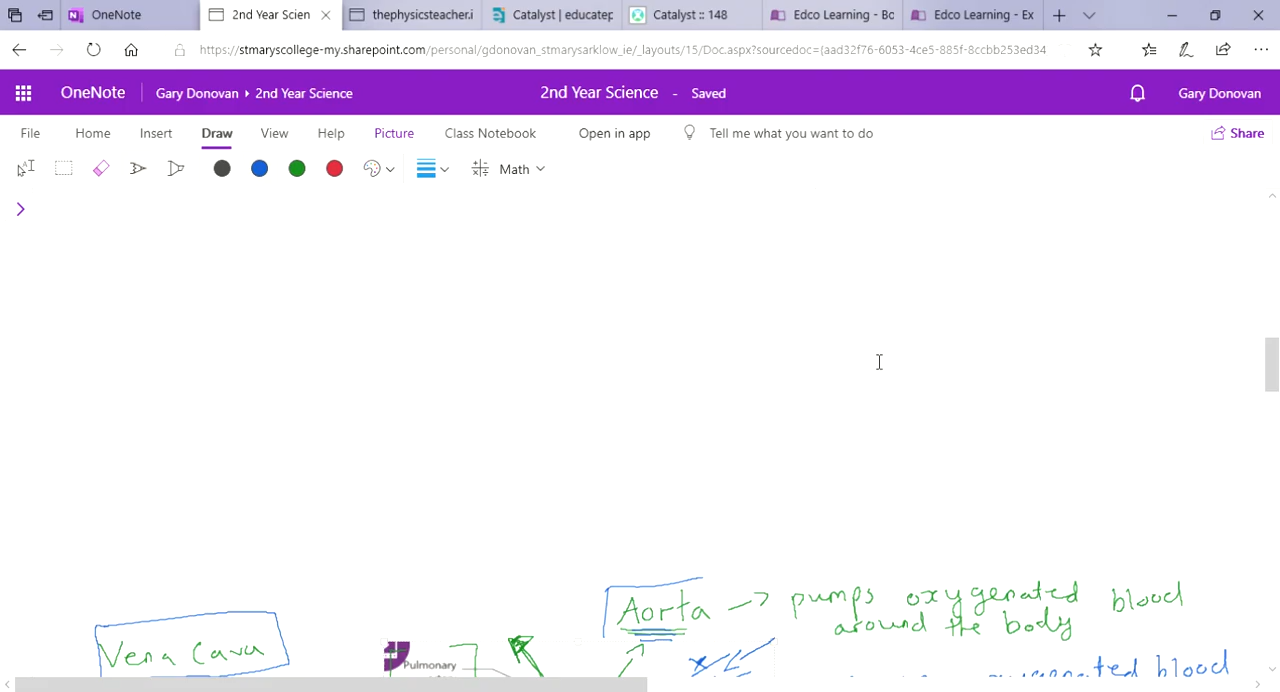 OneNote
2nd Year Scien
thephysicsteacher.i
Catalyst | educatep
Catalyst :: 148
Edco Learning - Bo
Edco Learning - Ex
https://stmaryscollege-my.sharepoint.com/personal/gdonovan_stmarysarklow_ie/_layouts/15/Doc.aspx?sourcedoc={aad32f76-6053-4ce5-885f-8ccbb253ed34
OneNote Gary Donovan 2nd Year Science 2nd Year Science - Saved Gary Donovan
File Home Insert Draw View Help Picture Class Notebook Open in app Tell me what you want to do Share
Math
Aorta → pumps oxygenated blood
around the body
Vena Cava
Pulmonary
oxygenated blood